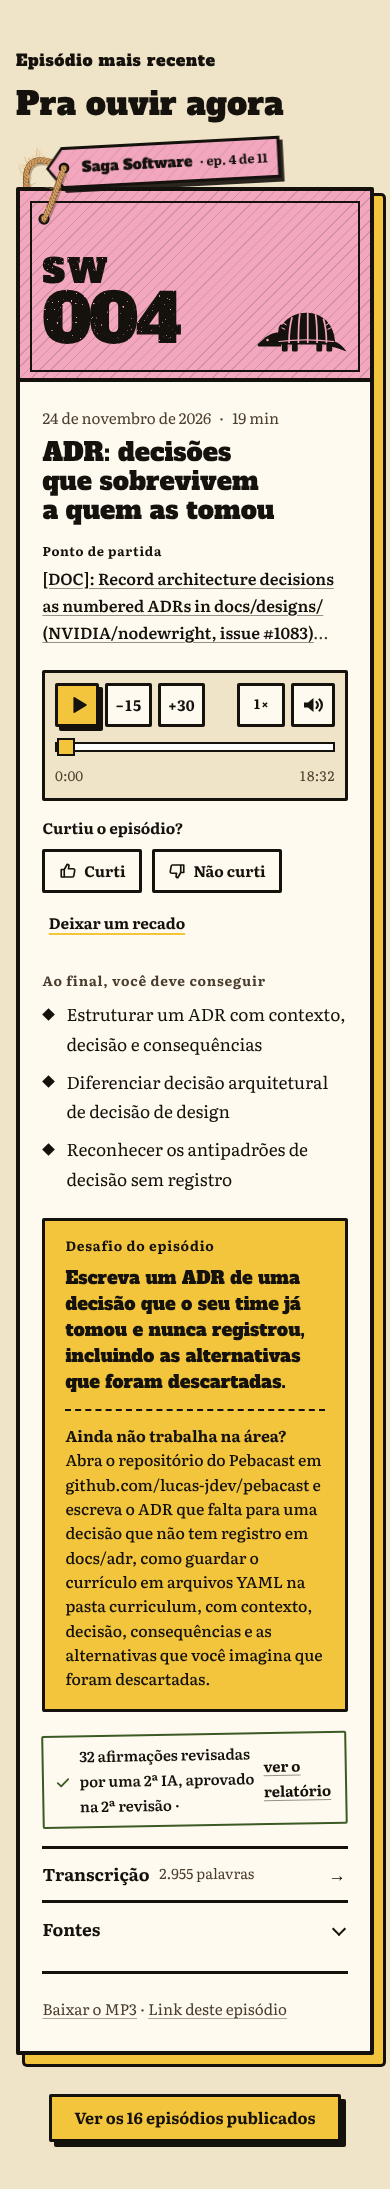 Episódio mais recente
Pra ouvir agora
Saga Software · ep. 4 de 11
SW
004
24 de novembro de 2026 · 19 min
ADR: decisões
que sobrevivem
a quem as tomou
Ponto de partida
[DOC]: Record architecture decisions
as numbered ADRs in docs/designs/
(NVIDIA/nodewright, issue #1083)...
−15
+30
1×
0:00
18:32
Curtiu o episódio?
Curti
Não curti
Deixar um recado
Ao final, você deve conseguir
Estruturar um ADR com contexto,
decisão e consequências
Diferenciar decisão arquitetural
de decisão de design
Reconhecer os antipadrões de
decisão sem registro
Desafio do episódio
Escreva um ADR de uma
decisão que o seu time já
tomou e nunca registrou,
incluindo as alternativas
que foram descartadas.
Ainda não trabalha na área?
Abra o repositório do Pebacast em
github.com/lucas-jdev/pebacast e
escreva o ADR que falta para uma
decisão que não tem registro em
docs/adr, como guardar o
currículo em arquivos YAML na
pasta curriculum, com contexto,
decisão, consequências e as
alternativas que você imagina que
foram descartadas.
32 afirmações revisadas
por uma 2ª IA, aprovado
na 2ª revisão ·
ver o
relatório
Transcrição 2.955 palavras →
Fontes
Baixar o MP3 · Link deste episódio
Ver os 16 episódios publicados